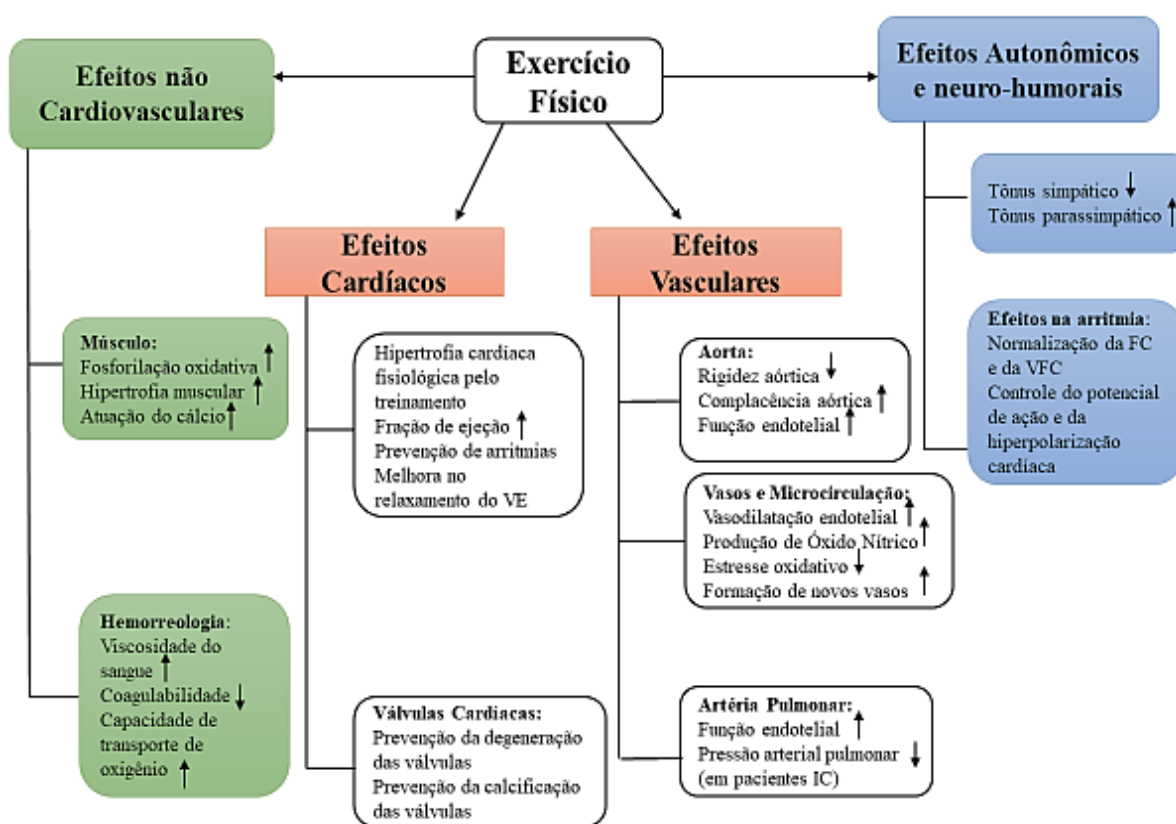 Exercício
Físico
Efeitos não
Cardiovasculares
Músculo:
Fosforilação oxidativa ↑
Hipertrofia muscular ↑
Atuação do cálcio ↑
Hemorreologia:
Viscosidade do
sangue ↑
Coagulabilidade ↓
Capacidade de
transporte de
oxigênio ↑
Efeitos
Cardíacos
Hipertrofia cardíaca
fisiológica pelo
treinamento
Fração de ejeção ↑
Prevenção de arritmias
Melhora no
relaxamento do VE
Válvulas Cardiacas:
Prevenção da degeneração
das válvulas
Prevenção da calcificação
das válvulas
Efeitos
Vasculares
Aorta:
Rigidez aórtica ↓
Complacência aórtica ↑
Função endotelial ↑
Vasos e Microcirculação:
Vasodilatação endotelial ↑
Produção de Óxido Nítrico ↑
Estresse oxidativo ↓
Formação de novos vasos ↑
Artéria Pulmonar:
Função endotelial ↑
Pressão arterial pulmonar ↓
(em pacientes IC)
Efeitos Autonômicos
e neuro-humorais
Tônus simpático ↓
Tônus parassimpático ↑
Efeitos na arritmia:
Normalização da FC
e da VFC
Controle do potencial
de ação e da
hiperpolarização
cardíaca